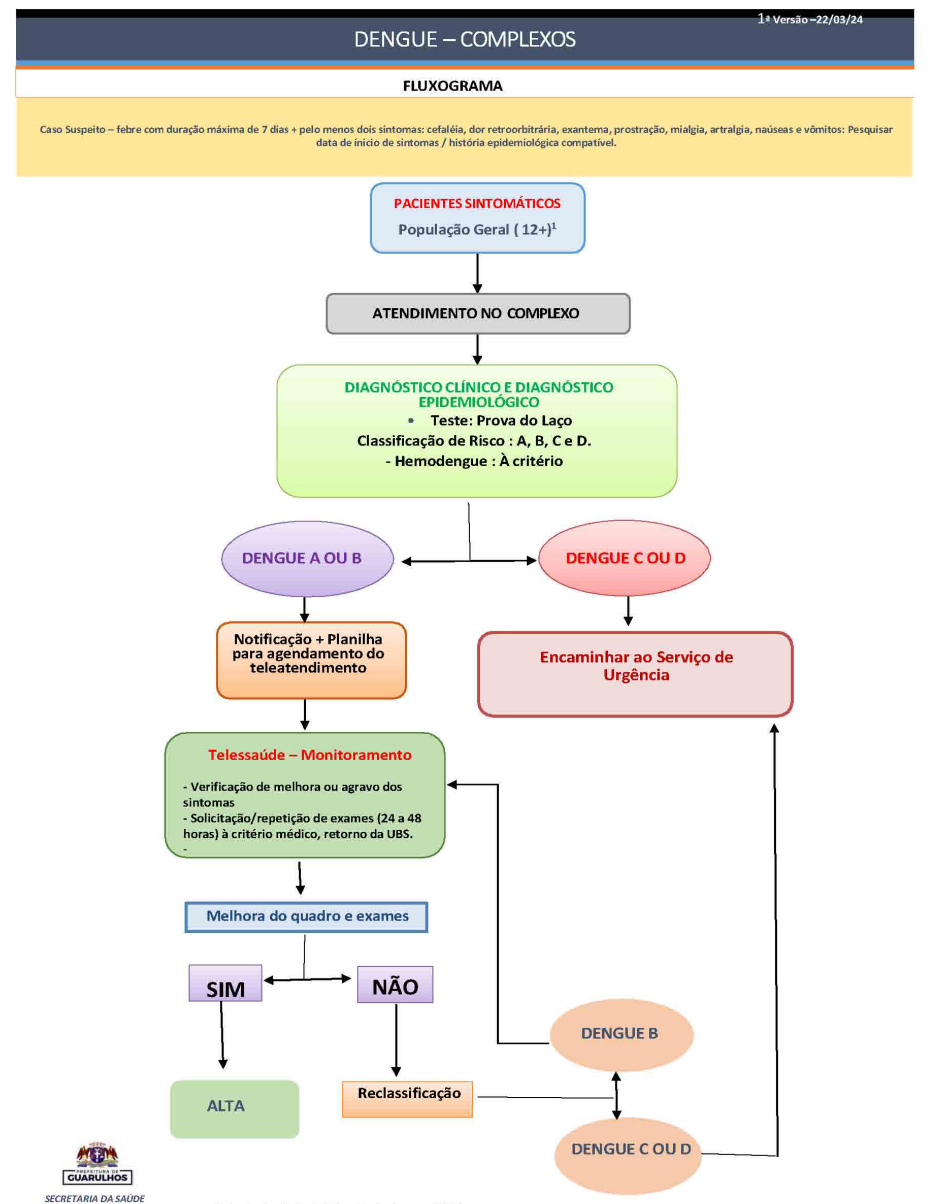 1ª Versão –22/03/24
DENGUE – COMPLEXOS
FLUXOGRAMA
Caso Suspeito – febre com duração máxima de 7 dias + pelo menos dois sintomas: cefaléia, dor retroorbitrária, exantema, prostração, mialgia, artralgia, naúseas e vômitos: Pesquisar
data de início de sintomas / história epidemiológica compatível.
PACIENTES SINTOMÁTICOS
População Geral ( 12+)¹
ATENDIMENTO NO COMPLEXO
DIAGNÓSTICO CLÍNICO E DIAGNÓSTICO
EPIDEMIOLÓGICO
• Teste: Prova do Laço
Classificação de Risco : A, B, C e D.
- Hemodengue : À critério
DENGUE A OU B
DENGUE C OU D
Notificação + Planilha
para agendamento do
teleatendimento
Encaminhar ao Serviço de
Urgência
Telessaúde – Monitoramento
- Verificação de melhora ou agravo dos
sintomas
- Solicitação/repetição de exames (24 a 48
horas) à critério médico, retorno da UBS.
-
Melhora do quadro e exames
SIM
NÃO
DENGUE B
Reclassificação
ALTA
DENGUE C OU D
PREFEITURA DE
GUARULHOS
SECRETARIA DA SAÚDE